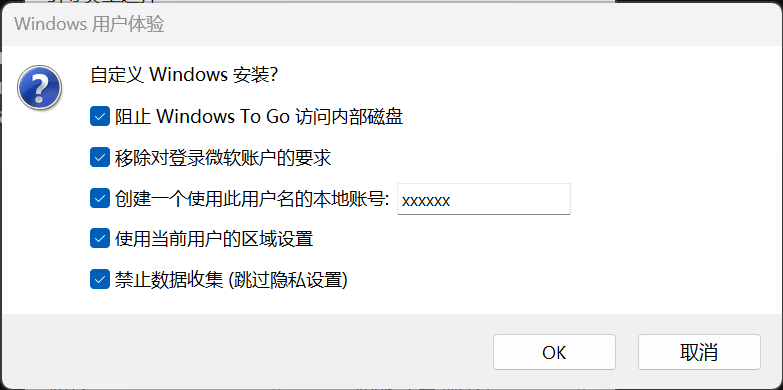 Windows 用户体验
自定义 Windows 安装?
阻止 Windows To Go 访问内部磁盘
移除对登录微软账户的要求
创建一个使用此用户名的本地账号: xxxxxx
使用当前用户的区域设置
禁止数据收集 (跳过隐私设置)
OK 取消